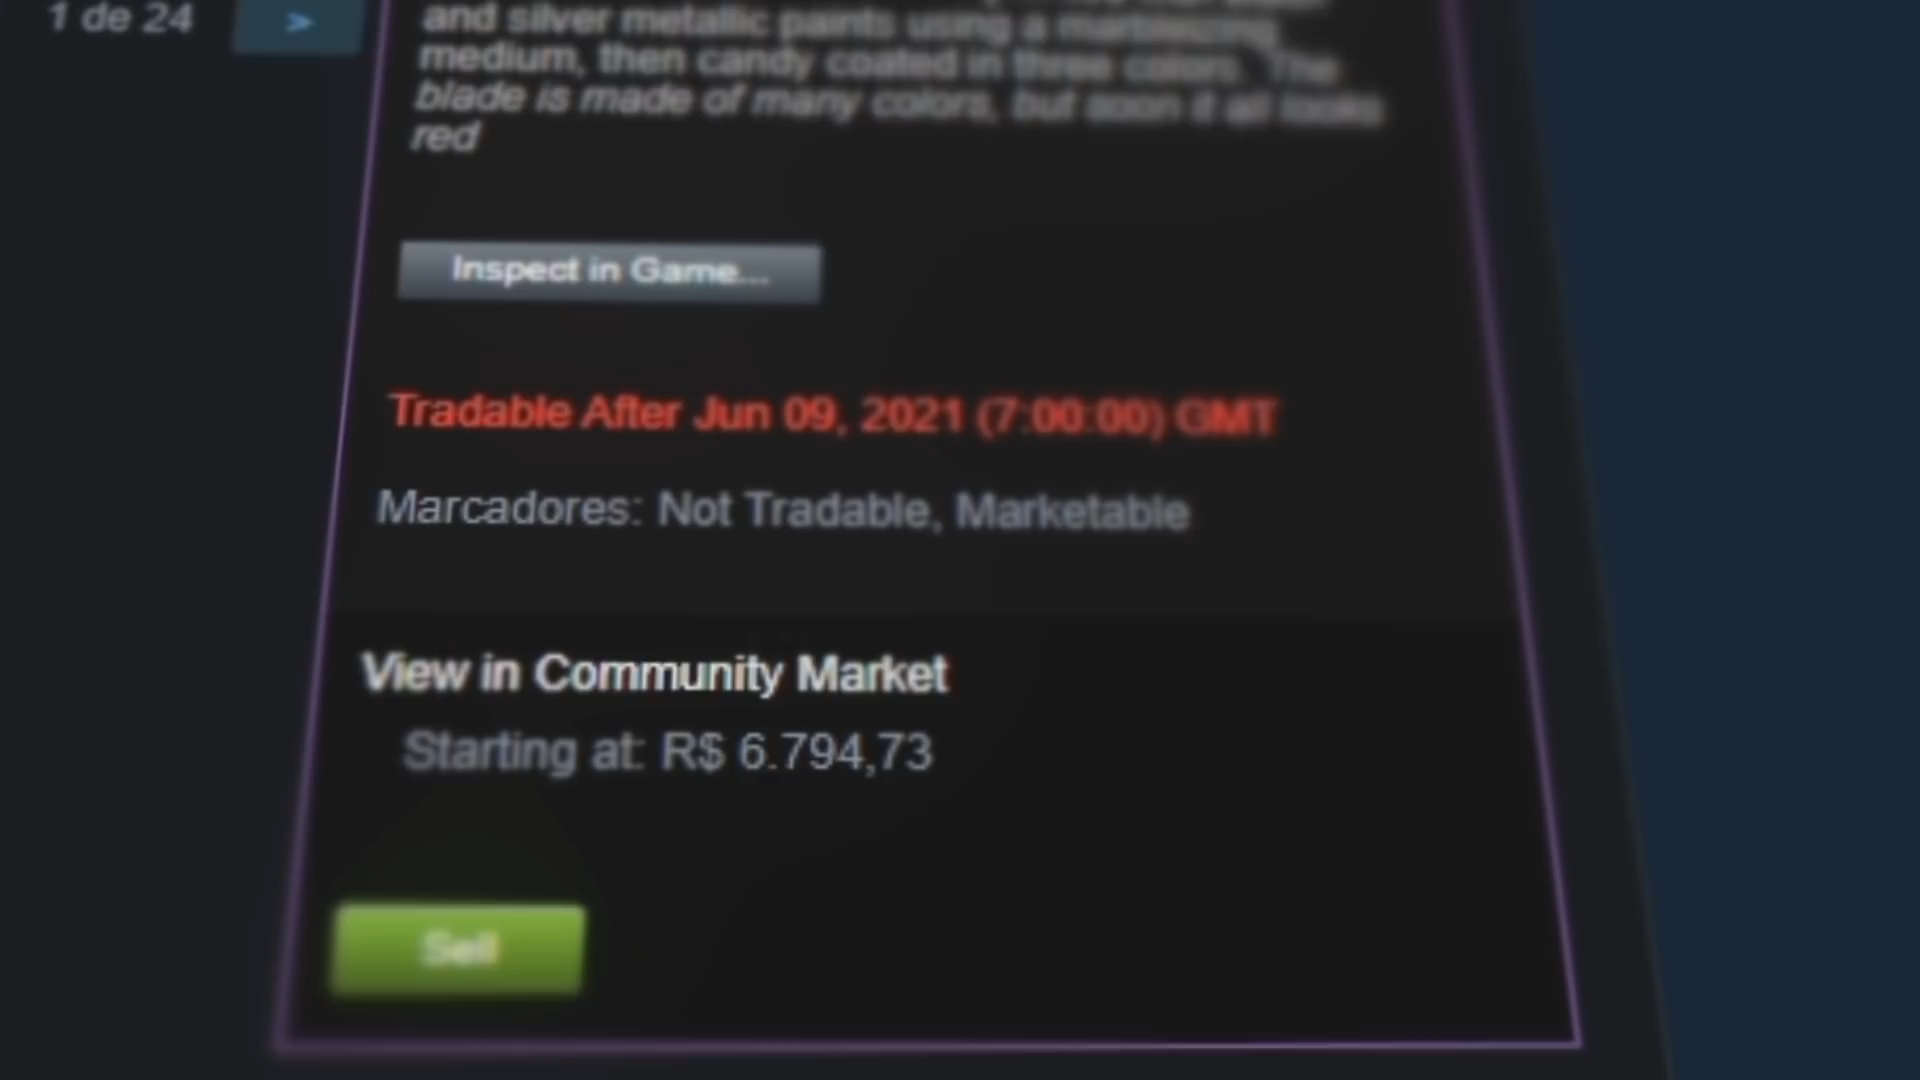 1 de 24
>
and silver metallic paints using a marbleizing
medium, then candy coated in three colors. The
blade is made of many colors, but soon it all looks
red
Inspect in Game...
Tradable After Jun 09, 2021 (7:00:00) GMT
Marcadores: Not Tradable, Marketable
View in Community Market
Starting at: R$ 6.794,73
Sell